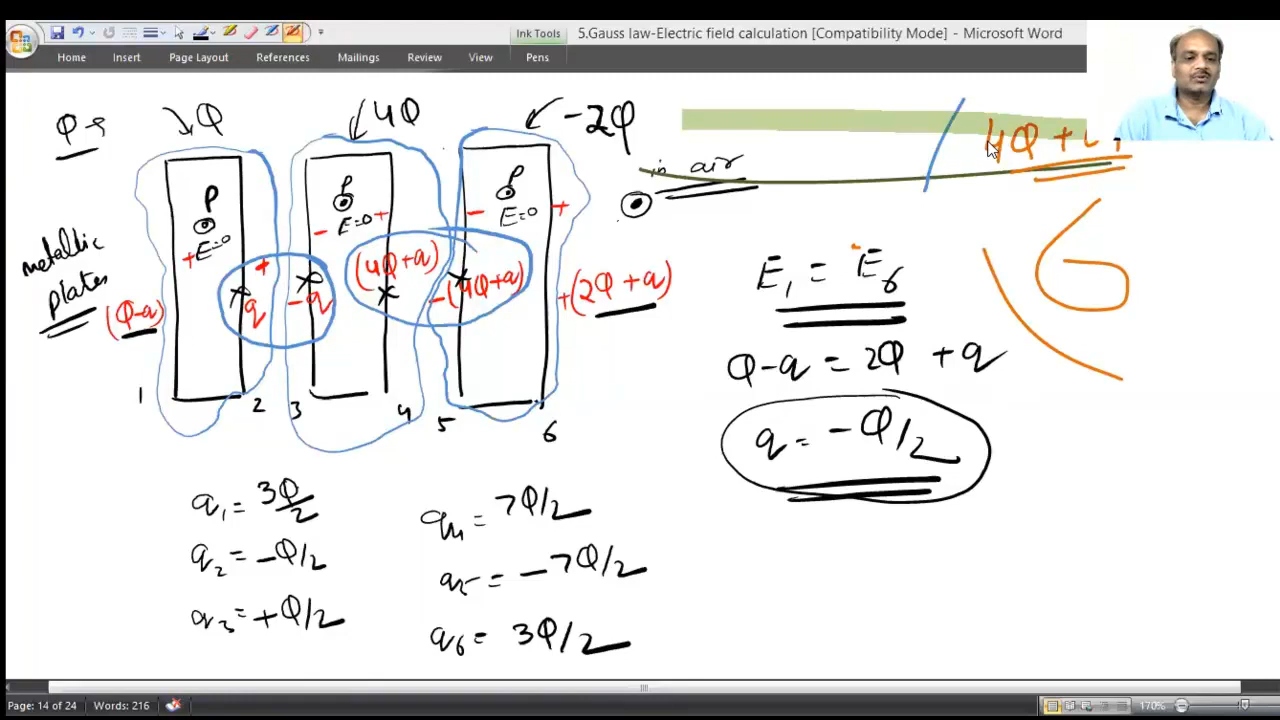 Ink Tools
5.Gauss law-Electric field calculation [Compatibility Mode] - Microsoft Word
Home Insert Page Layout References Mailings Review View Pens
Q 4Q -2Q
in air
4Q +
P P P
E=0 E=0 E=0
+ + - + - +
metallic
plates
(Q-q) q -q (4Q+q) -(4Q+q) +(2Q+q)
1 2 3 4 5 6
E₁ = E₆
Q-q = 2Q + q
q = -Q/2
q₁ = 3Q/2
q₂ = -Q/2
q₃ = +Q/2
q₄ = 7Q/2
q₅ = -7Q/2
q₆ = 3Q/2
Page: 14 of 24 Words: 216 170%